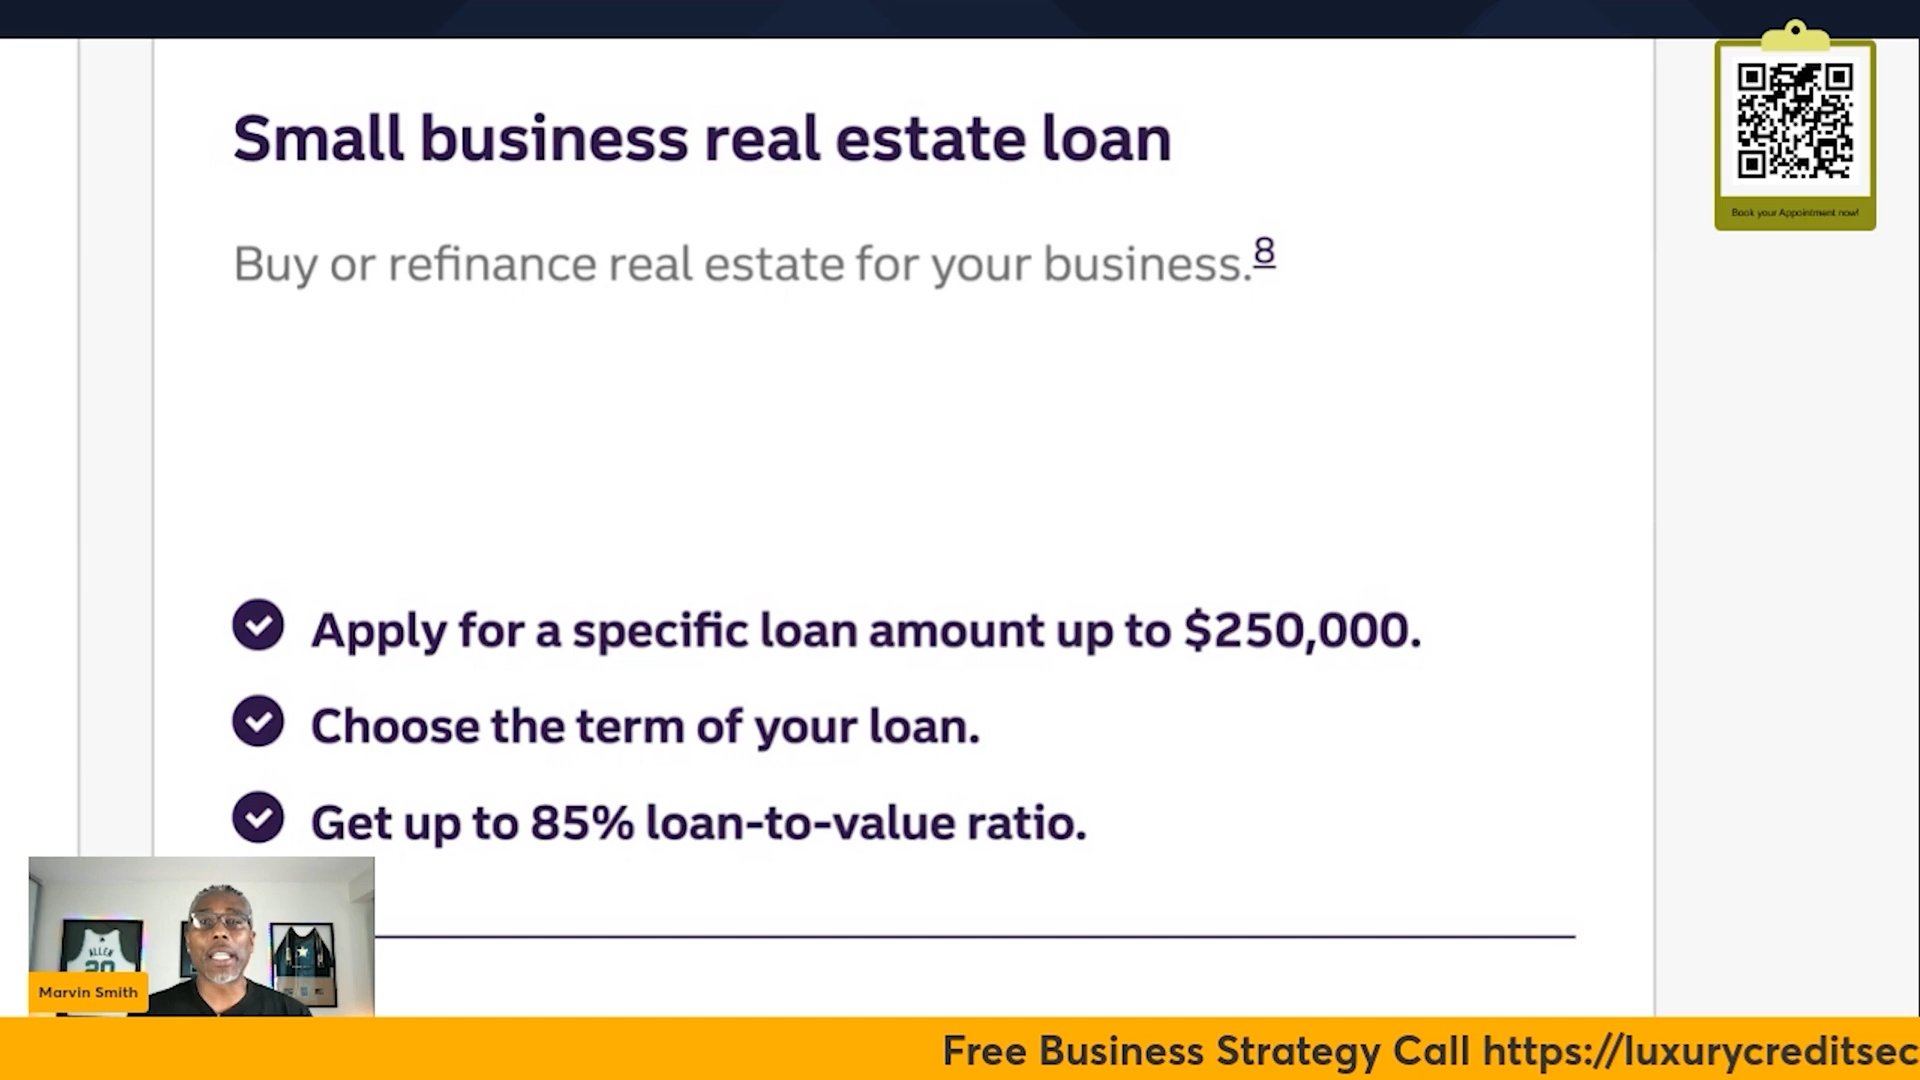 Small business real estate loan
Buy or refinance real estate for your business.8
Apply for a specific loan amount up to $250,000.
Choose the term of your loan.
Get up to 85% loan-to-value ratio.
Book your Appointment now!
ALLEN
20
Marvin Smith
Free Business Strategy Call https://luxurycreditsec